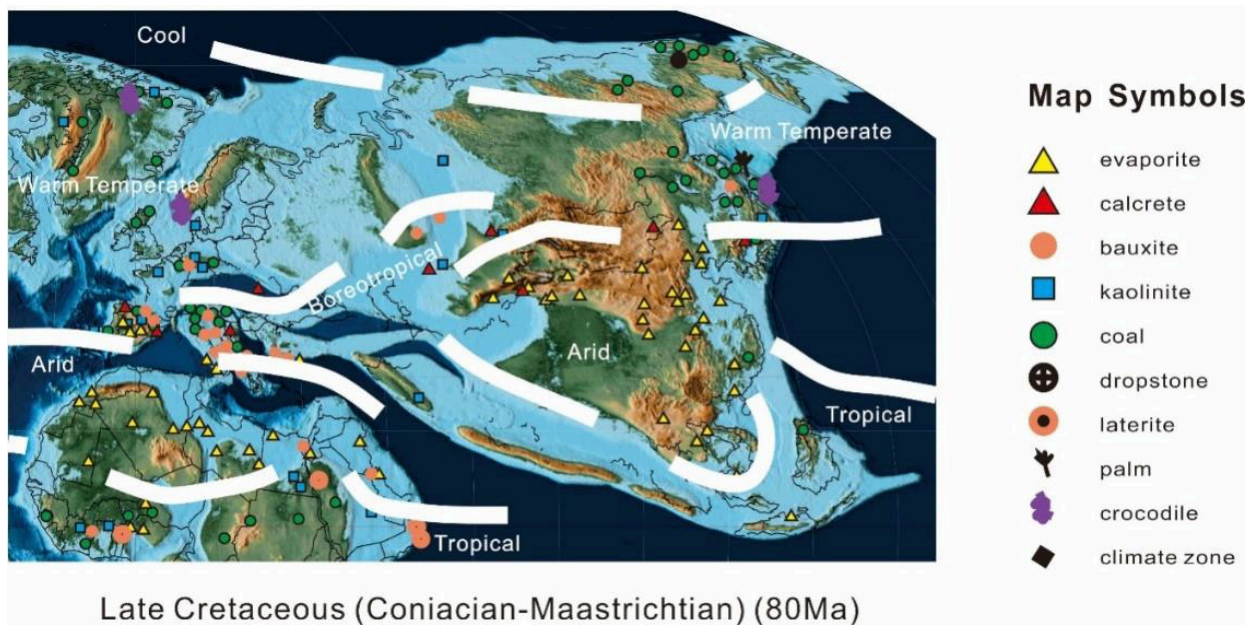 Cool
Warm Temperate
Warm Temperate
Boreotropical
Arid
Arid
Tropical
Tropical
Map Symbols
evaporite
calcrete
bauxite
kaolinite
coal
dropstone
laterite
palm
crocodile
climate zone
Late Cretaceous (Coniacian-Maastrichtian) (80Ma)